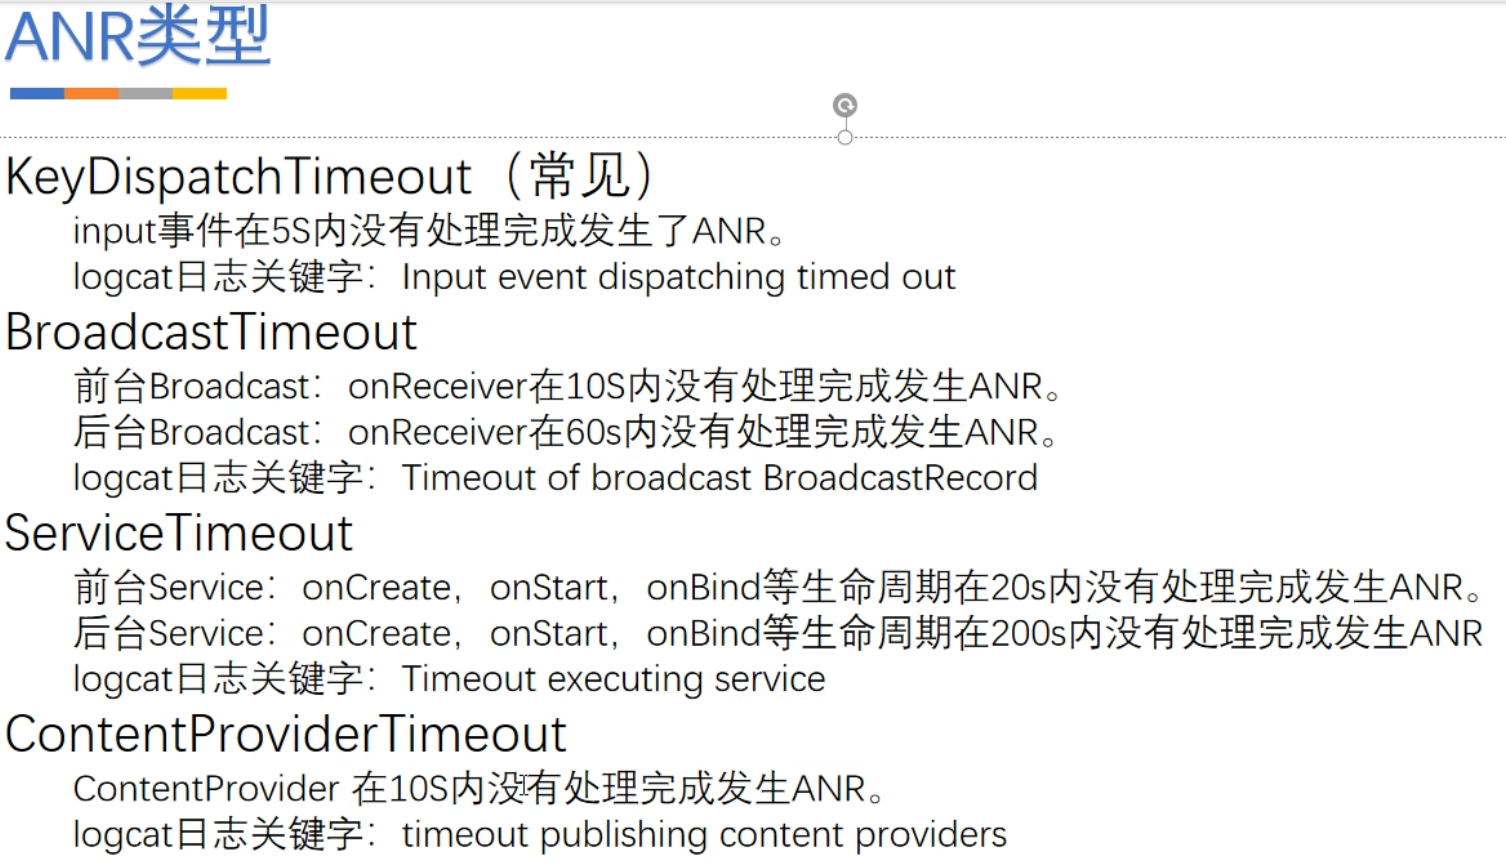 ANR类型
KeyDispatchTimeout（常见）
input事件在5S内没有处理完成发生了ANR。
logcat日志关键字：Input event dispatching timed out
BroadcastTimeout
前台Broadcast：onReceiver在10S内没有处理完成发生ANR。
后台Broadcast：onReceiver在60s内没有处理完成发生ANR。
logcat日志关键字：Timeout of broadcast BroadcastRecord
ServiceTimeout
前台Service：onCreate，onStart，onBind等生命周期在20s内没有处理完成发生ANR。
后台Service：onCreate，onStart，onBind等生命周期在200s内没有处理完成发生ANR
logcat日志关键字：Timeout executing service
ContentProviderTimeout
ContentProvider 在10S内没有处理完成发生ANR。
logcat日志关键字：timeout publishing content providers